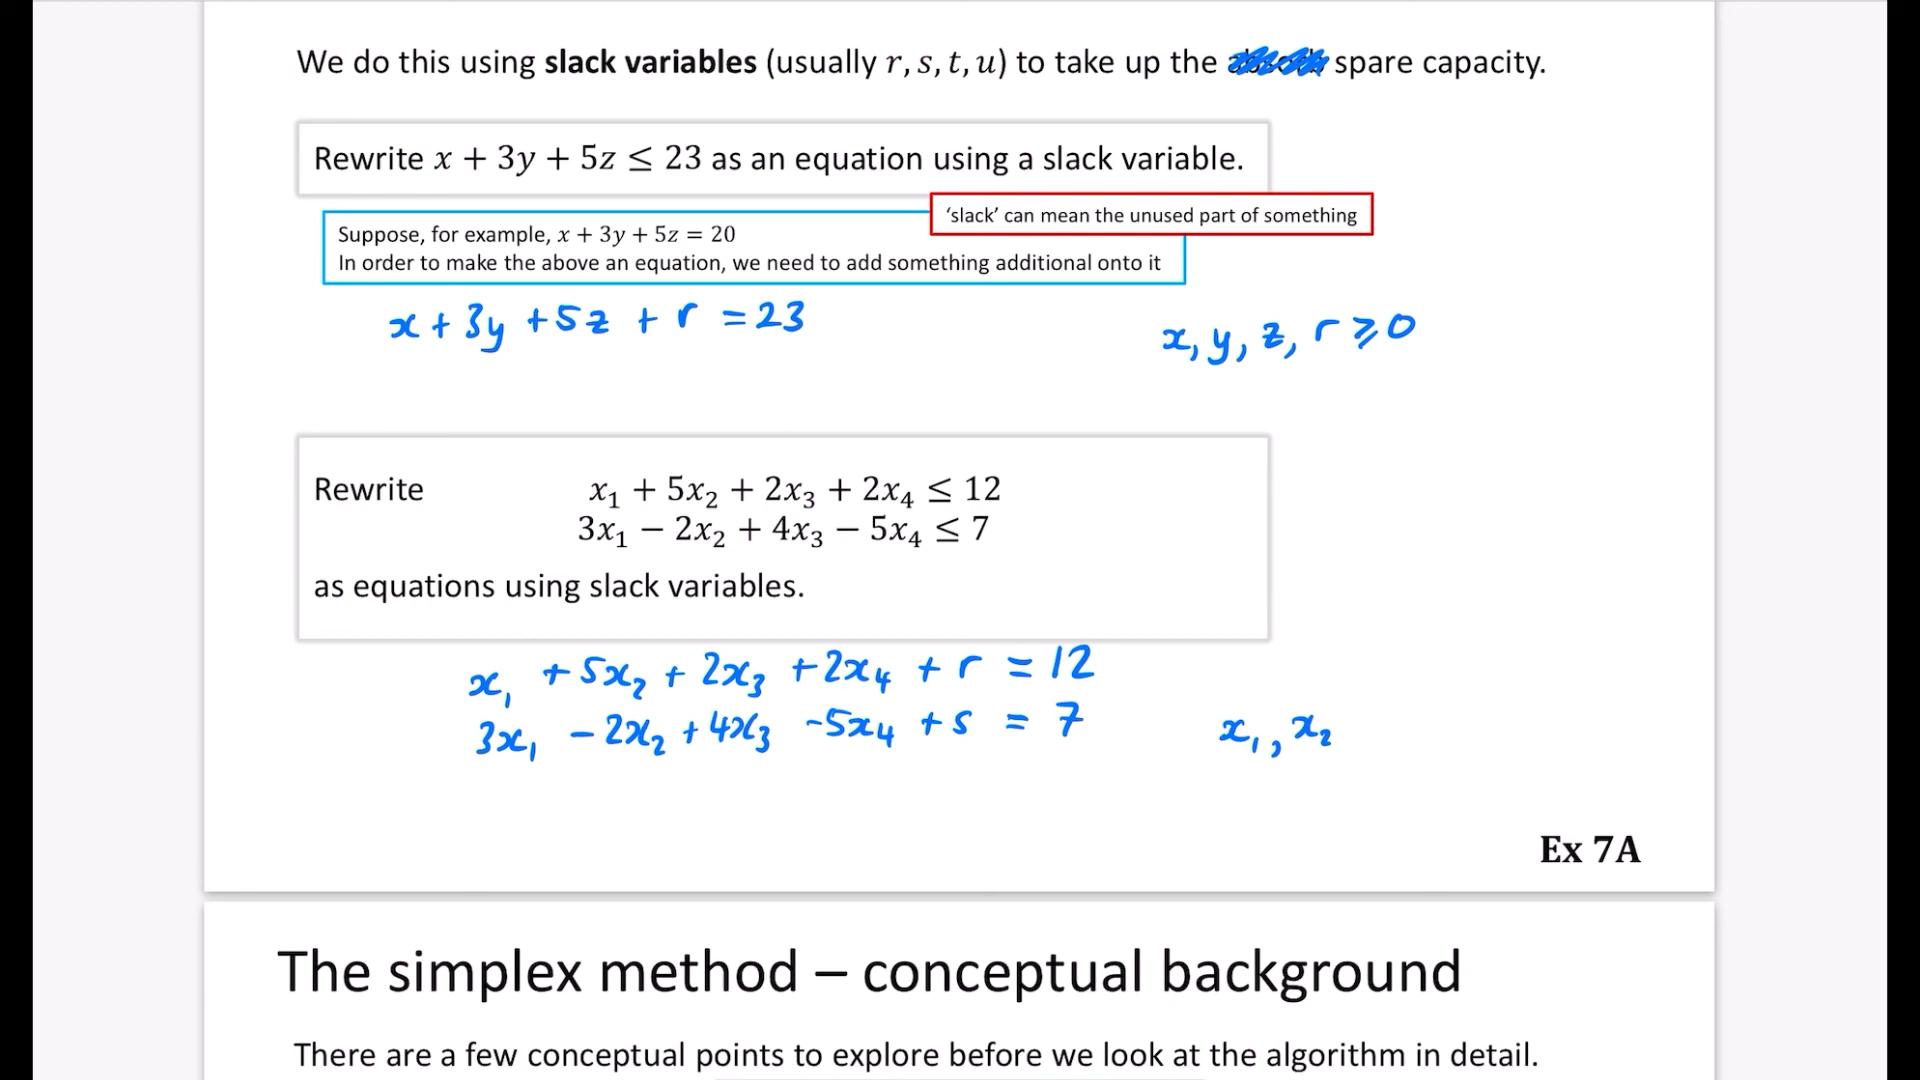 We do this using slack variables (usually r, s, t, u) to take up the spare capacity.
Rewrite x + 3y + 5z ≤ 23 as an equation using a slack variable.
‘slack’ can mean the unused part of something
Suppose, for example, x + 3y + 5z = 20
In order to make the above an equation, we need to add something additional onto it
x + 3y + 5z + r = 23
x, y, z, r ⩾ 0
Rewrite x₁ + 5x₂ + 2x₃ + 2x₄ ≤ 12
3x₁ − 2x₂ + 4x₃ − 5x₄ ≤ 7
as equations using slack variables.
x₁ + 5x₂ + 2x₃ + 2x₄ + r = 12
3x₁ − 2x₂ + 4x₃ − 5x₄ + s = 7
x₁, x₂
Ex 7A
The simplex method – conceptual background
There are a few conceptual points to explore before we look at the algorithm in detail.